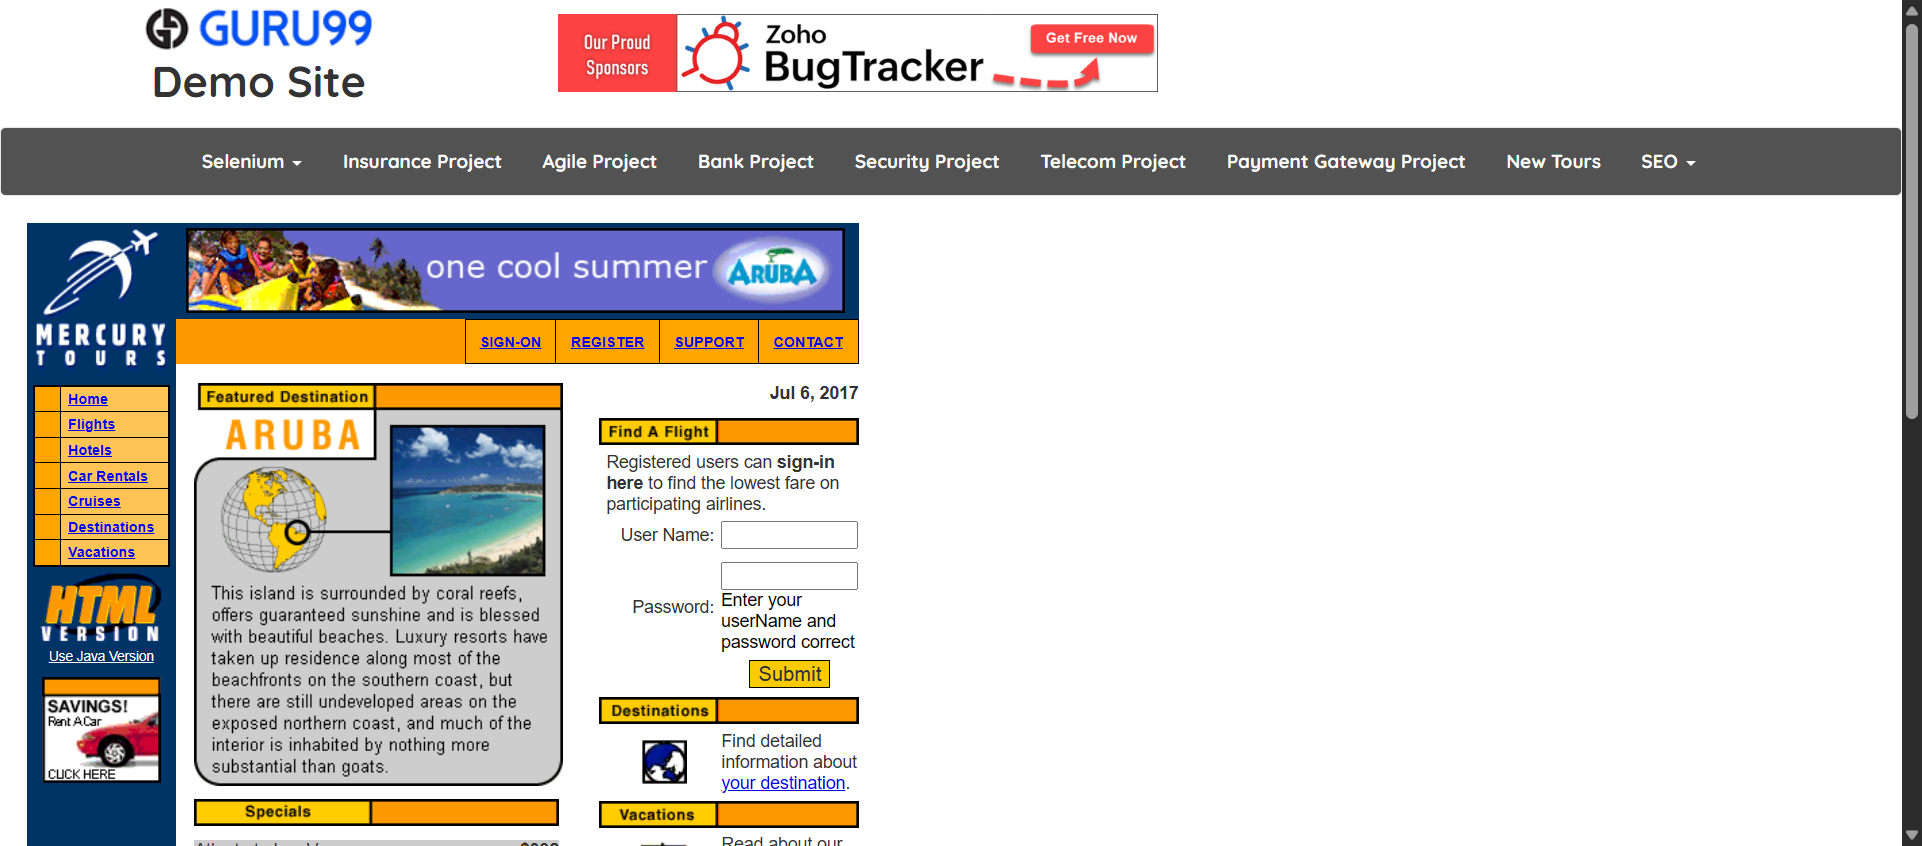 GURU99
Demo Site
Our Proud
Sponsors
Zoho
BugTracker
Get Free Now
Selenium
Insurance Project
Agile Project
Bank Project
Security Project
Telecom Project
Payment Gateway Project
New Tours
SEO
MERCURY
TOURS
one cool summer
ARUBA
SIGN-ON
REGISTER
SUPPORT
CONTACT
Home
Flights
Hotels
Car Rentals
Cruises
Destinations
Vacations
HTML
VERSION
Use Java Version
SAVINGS!
Rent A Car
CLICK HERE
Featured Destination
ARUBA
This island is surrounded by coral reefs,
offers guaranteed sunshine and is blessed
with beautiful beaches. Luxury resorts have
taken up residence along most of the
beachfronts on the southern coast, but
there are still undeveloped areas on the
exposed northern coast, and much of the
interior is inhabited by nothing more
substantial than goats.
Specials
Jul 6, 2017
Find A Flight
Registered users can sign-in
here to find the lowest fare on
participating airlines.
User Name:
Password:
Enter your
userName and
password correct
Submit
Destinations
Find detailed
information about
your destination.
Vacations
Read about our